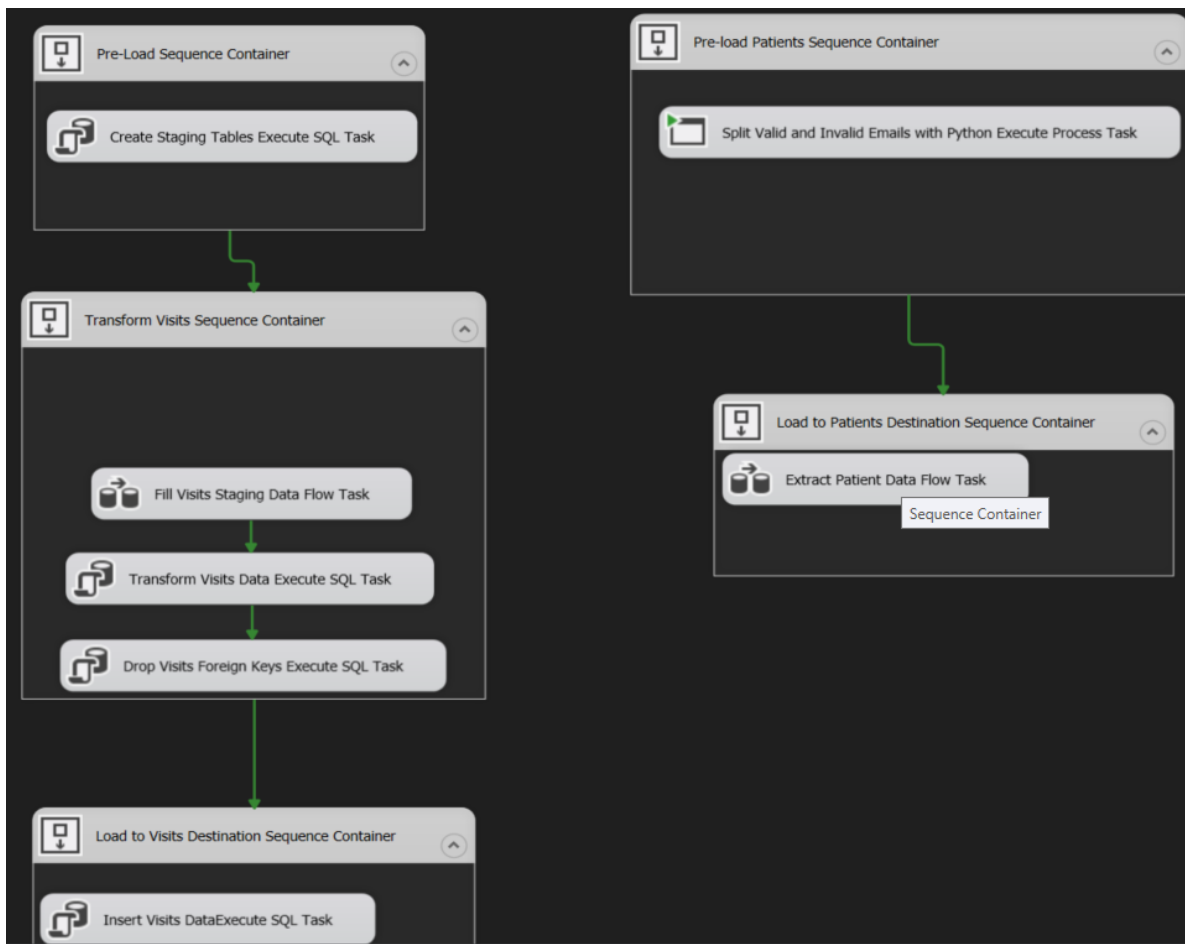 Pre-Load Sequence Container
Create Staging Tables Execute SQL Task
Transform Visits Sequence Container
Fill Visits Staging Data Flow Task
Transform Visits Data Execute SQL Task
Drop Visits Foreign Keys Execute SQL Task
Load to Visits Destination Sequence Container
Insert Visits DataExecute SQL Task
Pre-load Patients Sequence Container
Split Valid and Invalid Emails with Python Execute Process Task
Load to Patients Destination Sequence Container
Extract Patient Data Flow Task
Sequence Container